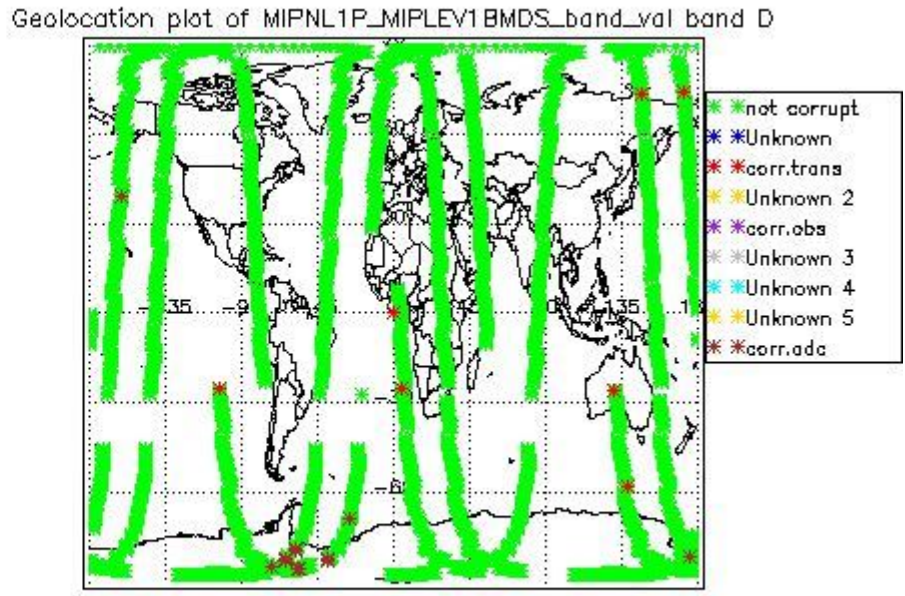 Geolocation plot of MIPNL1P_MIPLEV1BMDS_band_val band D
not corrupt
Unknown
corr.trans
Unknown 2
corr.obs
Unknown 3
Unknown 4
Unknown 5
corr.adc
-135
-9
135
-6